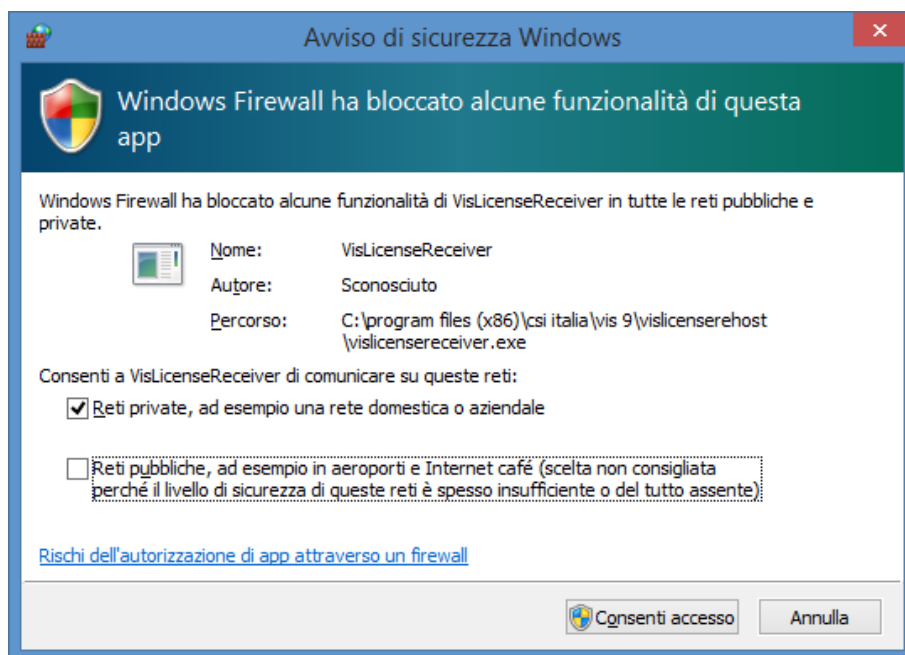 Avviso di sicurezza Windows
Windows Firewall ha bloccato alcune funzionalità di questa
app
Windows Firewall ha bloccato alcune funzionalità di VisLicenseReceiver in tutte le reti pubbliche e
private.
Nome: VisLicenseReceiver
Autore: Sconosciuto
Percorso: C:\program files (x86)\csi italia\vis 9\vislicenserehost
\vislicensereceiver.exe
Consenti a VisLicenseReceiver di comunicare su queste reti:
Reti private, ad esempio una rete domestica o aziendale
Reti pubbliche, ad esempio in aeroporti e Internet café (scelta non consigliata
perché il livello di sicurezza di queste reti è spesso insufficiente o del tutto assente)
Rischi dell'autorizzazione di app attraverso un firewall
Consenti accesso Annulla